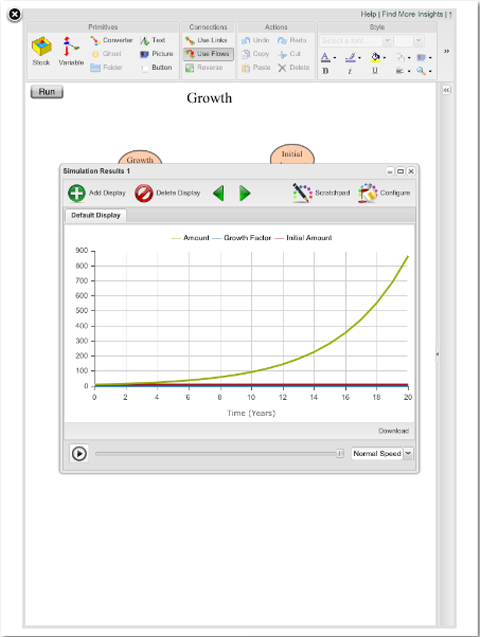 Help | Find More Insights |
Primitives Connections Actions Style
Converter Text Use Links Undo Redo Select a font...
Stock Variable Ghost Picture Use Flows Copy Cut
Folder Button Reverse Paste Delete B I U
Run
Growth
Growth Initial
Simulation Results 1
Add Display Delete Display Scratchpad Configure
Default Display
Amount Growth Factor Initial Amount
900
800
700
600
500
400
300
200
100
0
0 2 4 6 8 10 12 14 16 18 20
Time (Years)
Download
Normal Speed